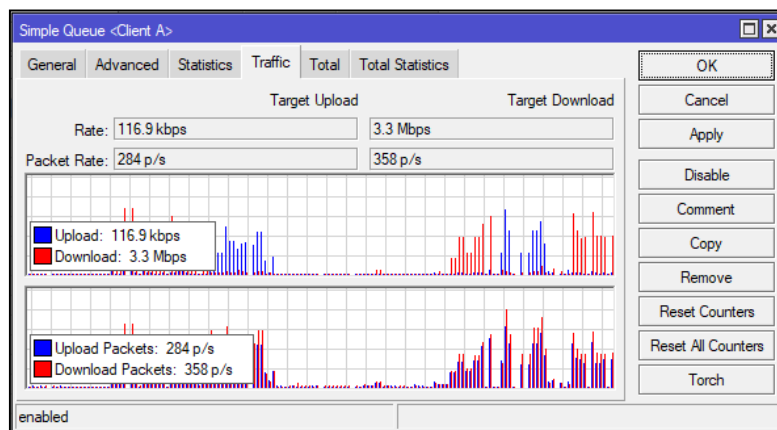 Simple Queue <Client A>
General Advanced Statistics Traffic Total Total Statistics
Target Upload Target Download
Rate: 116.9 kbps 3.3 Mbps
Packet Rate: 284 p/s 358 p/s
Upload: 116.9 kbps
Download: 3.3 Mbps
Upload Packets: 284 p/s
Download Packets: 358 p/s
enabled
OK
Cancel
Apply
Disable
Comment
Copy
Remove
Reset Counters
Reset All Counters
Torch